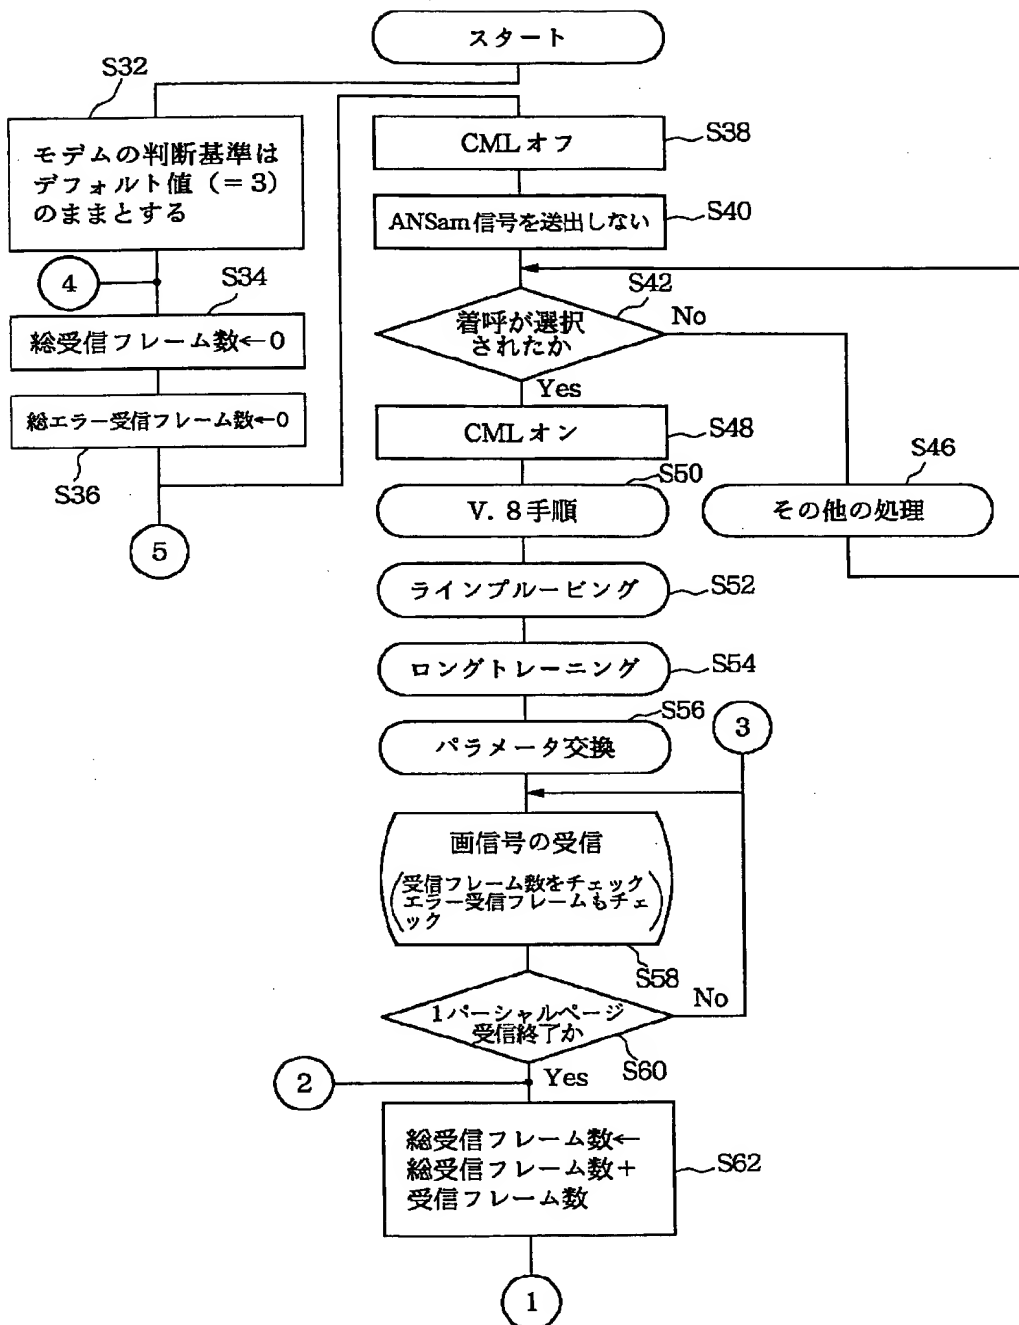 スタート
S32
モデムの判断基準は
デフォルト値（＝3）
のままとする
4
S34
総受信フレーム数←0
総エラー受信フレーム数←0
S36
5
CMLオフ
S38
ANSam信号を送出しない
S40
S42
着呼が選択
されたか
No
Yes
CMLオン
S48
S46
その他の処理
S50
V. 8手順
ラインプルービング
S52
ロングトレーニング
S54
S56
パラメータ交換
3
画信号の受信
(受信フレーム数をチェック
エラー受信フレームもチェ
ック)
S58
1パーシャルページ
受信終了か
No
S60
Yes
2
総受信フレーム数←
総受信フレーム数＋
受信フレーム数
S62
1